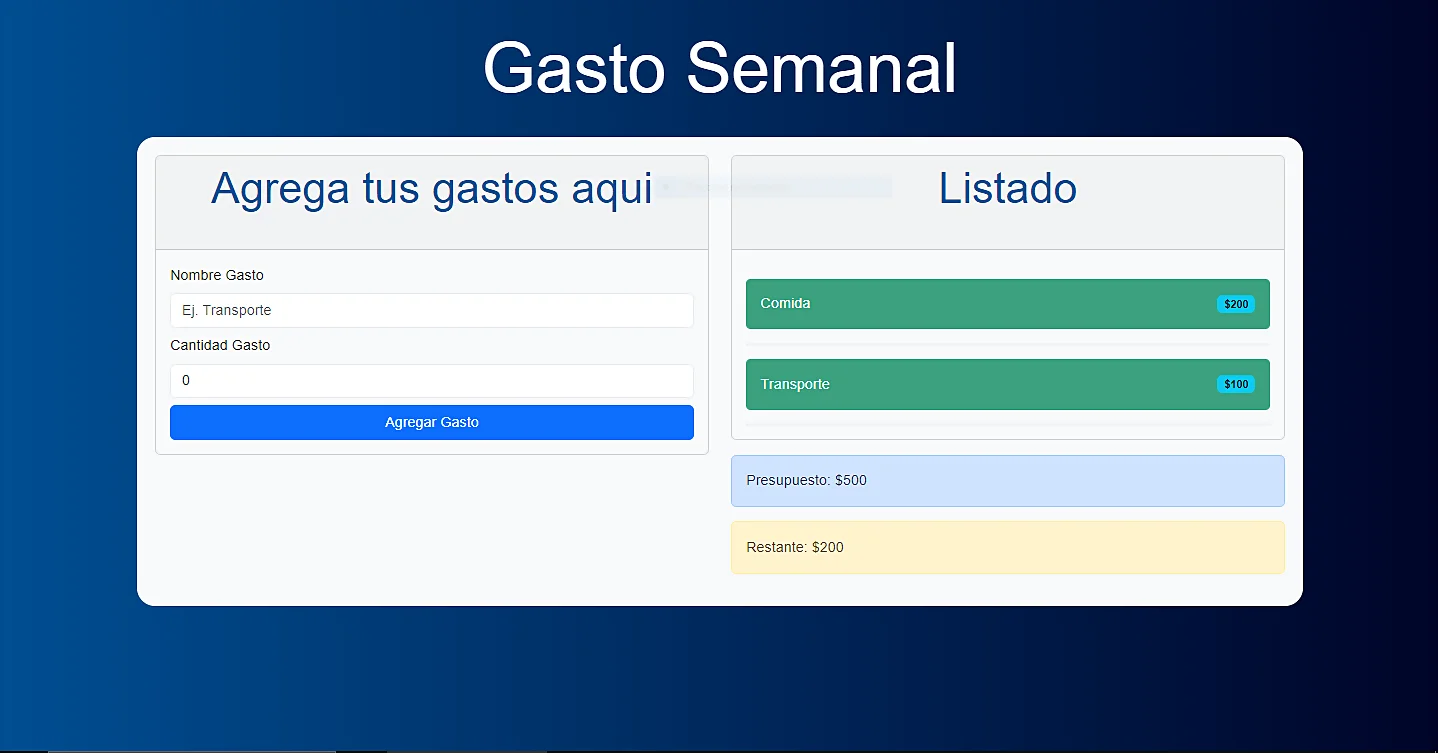 Gasto Semanal
Agrega tus gastos aqui
Nombre Gasto
Ej. Transporte
Cantidad Gasto
0
Agregar Gasto
Listado
Comida $200
Transporte $100
Presupuesto: $500
Restante: $200